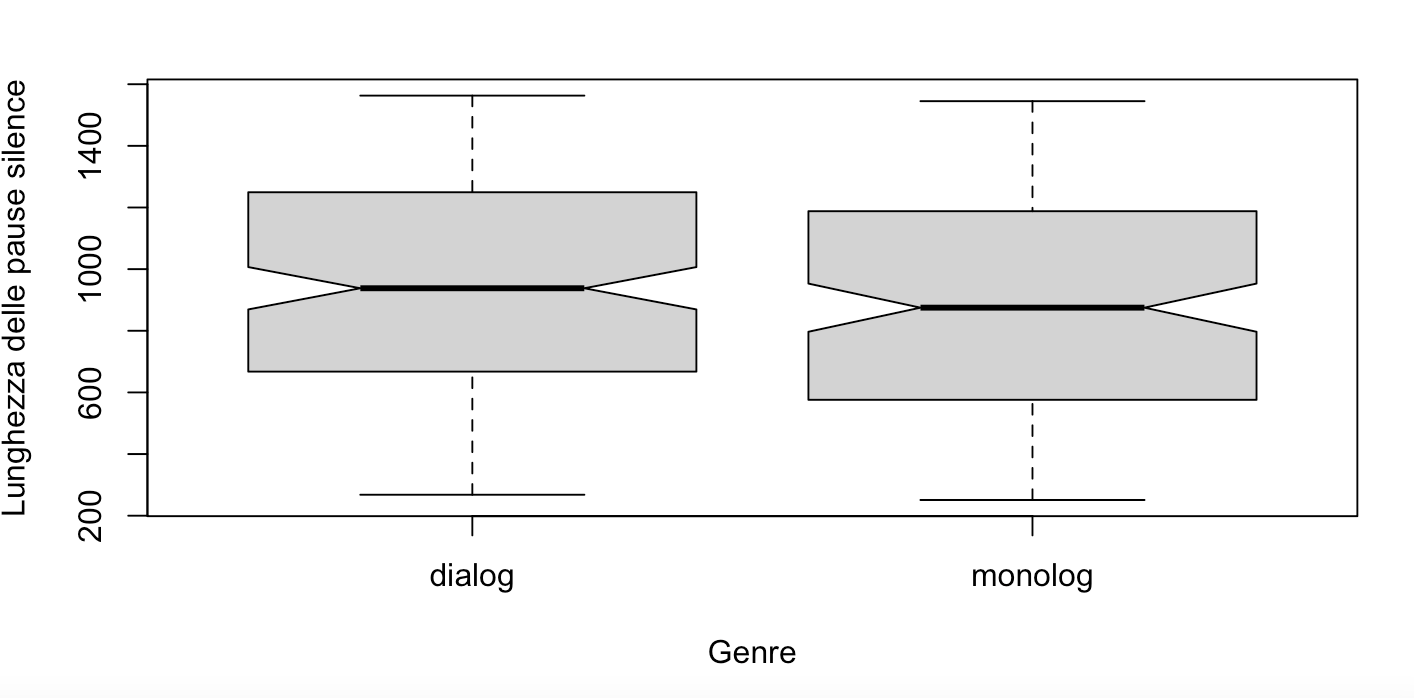 Lunghezza delle pause silence
1400
1000
600
200
dialog
monolog
Genre